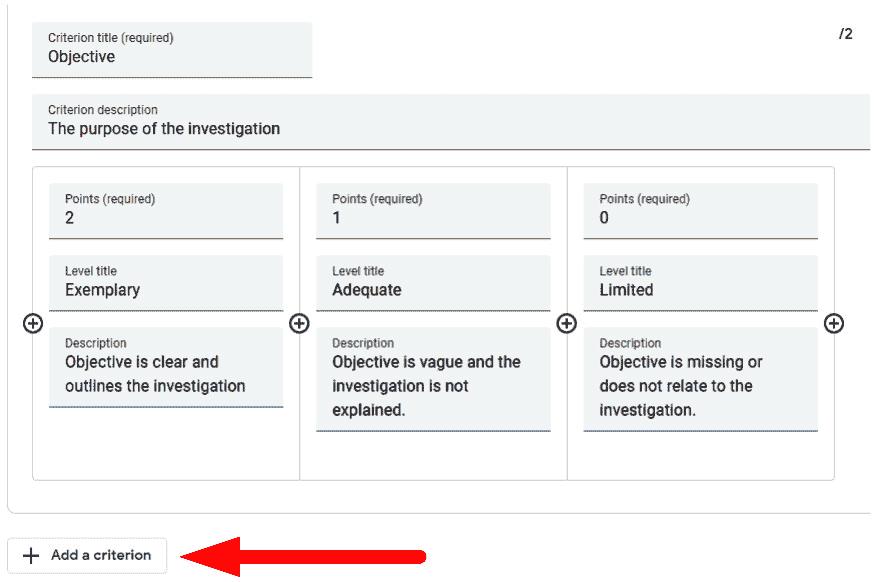 Criterion title (required)
Objective
/2
Criterion description
The purpose of the investigation
Points (required)
2
Level title
Exemplary
Description
Objective is clear and
outlines the investigation
Points (required)
1
Level title
Adequate
Description
Objective is vague and the
investigation is not
explained.
Points (required)
0
Level title
Limited
Description
Objective is missing or
does not relate to the
investigation.
Add a criterion